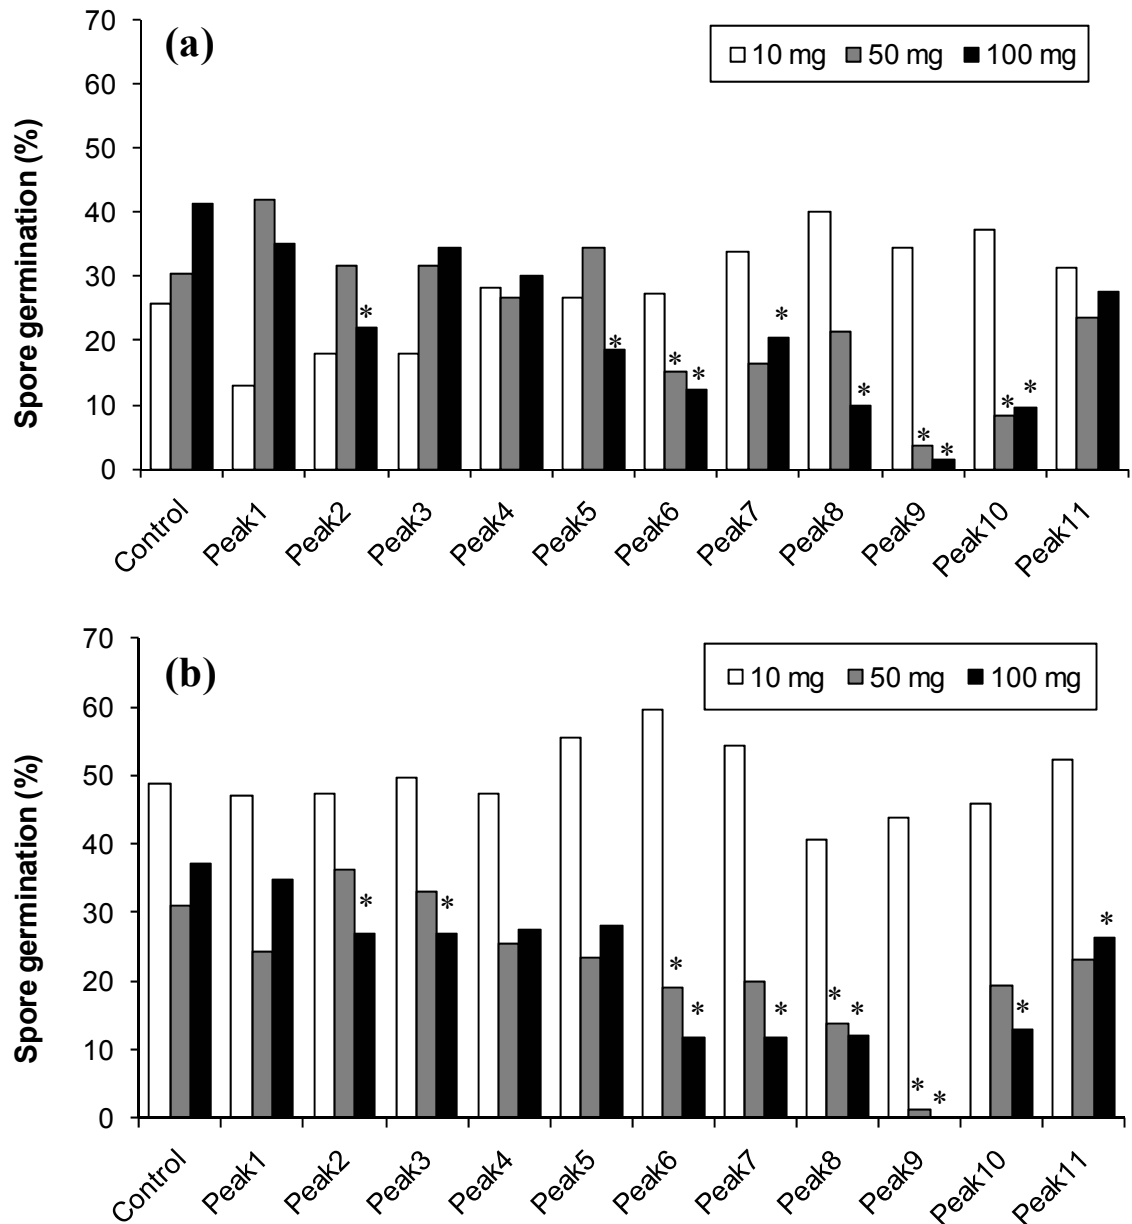 (a)
10 mg 50 mg 100 mg
Spore germination (%)
70
60
50
40
30
20
10
0
* * * * * * * * * * *
Control Peak1 Peak2 Peak3 Peak4 Peak5 Peak6 Peak7 Peak8 Peak9 Peak10 Peak11
(b)
10 mg 50 mg 100 mg
Spore germination (%)
70
60
50
40
30
20
10
0
* * * * * * * * * * *
Control Peak1 Peak2 Peak3 Peak4 Peak5 Peak6 Peak7 Peak8 Peak9 Peak10 Peak11